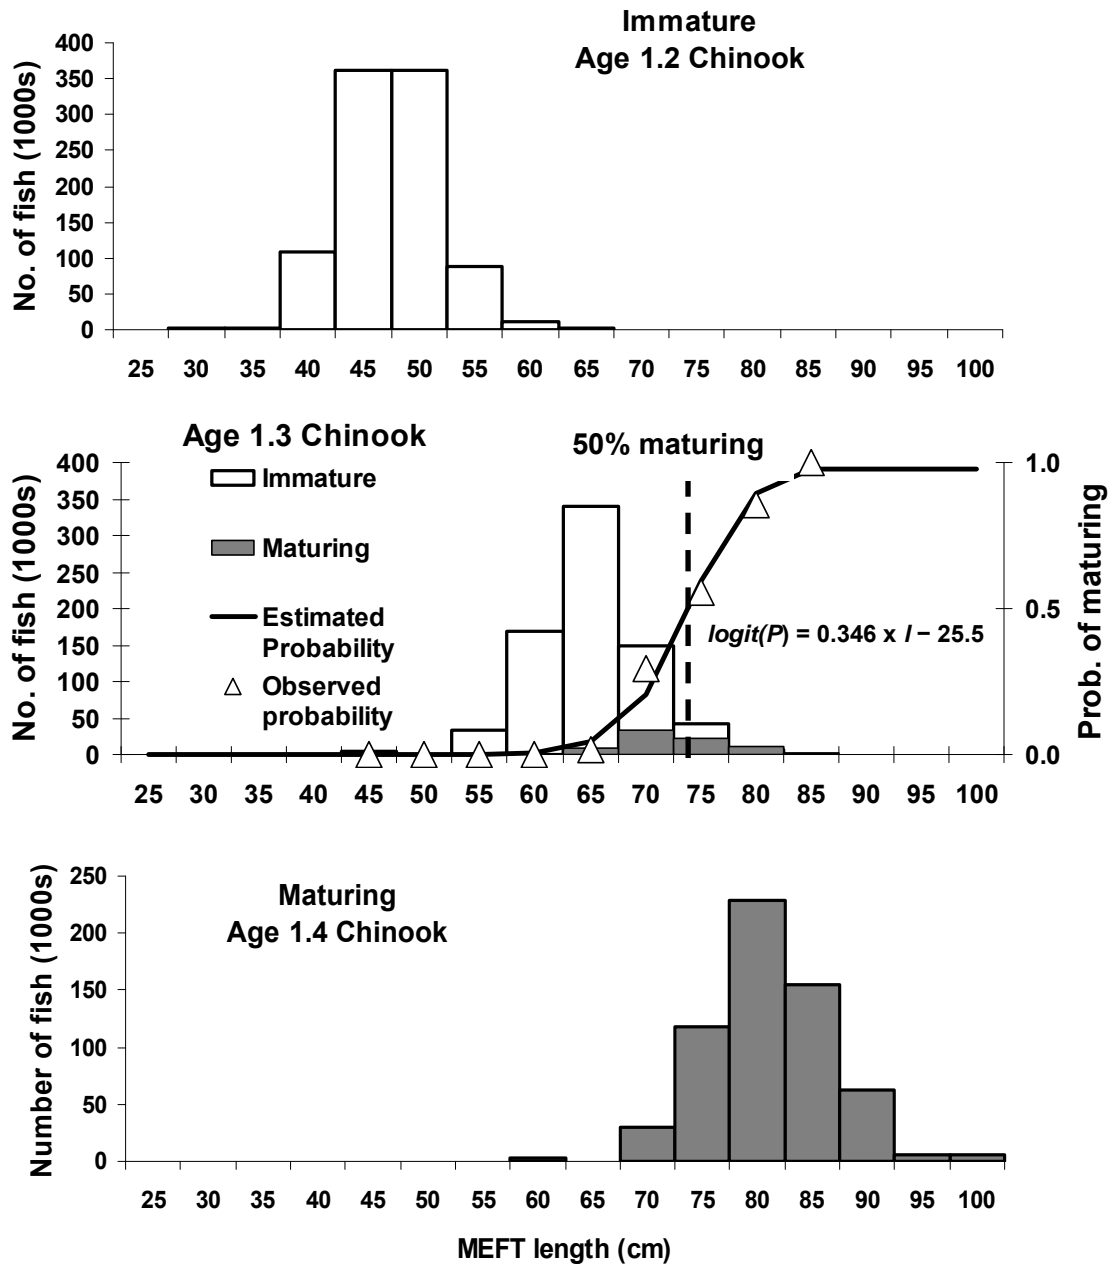 Immature
Age 1.2 Chinook
No. of fish (1000s)
400
350
300
250
200
150
100
50
0
25 30 35 40 45 50 55 60 65 70 75 80 85 90 95 100
Age 1.3 Chinook
50% maturing
No. of fish (1000s)
400
350
300
250
200
150
100
50
0
Immature
Maturing
Estimated
Probability
Observed
probability
logit(P) = 0.346 x l − 25.5
1.0
0.5
0.0
Prob. of maturing
25 30 35 40 45 50 55 60 65 70 75 80 85 90 95 100
Maturing
Age 1.4 Chinook
Number of fish (1000s)
250
200
150
100
50
0
25 30 35 40 45 50 55 60 65 70 75 80 85 90 95 100
MEFT length (cm)